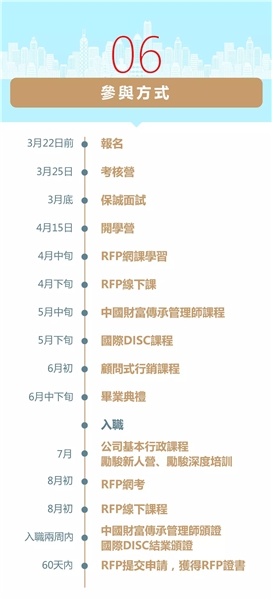 06
參與方式
3月22日前 報名
3月25日 考核營
3月底 保誠面試
4月15日 開學營
4月中旬 RFP網課學習
4月下旬 RFP線下課
5月中旬 中國財富傳承管理師課程
5月下旬 國際DISC課程
6月初 顧問式行銷課程
6月中下旬 畢業典禮
入職
7月 公司基本行政課程
勵駿新人營、勵駿深度培訓
8月初 RFP網考
8月初 RFP線下課程
入職兩周內 中國財富傳承管理師頒證
國際DISC結業頒證
60天內 RFP提交申請，獲得RFP證書